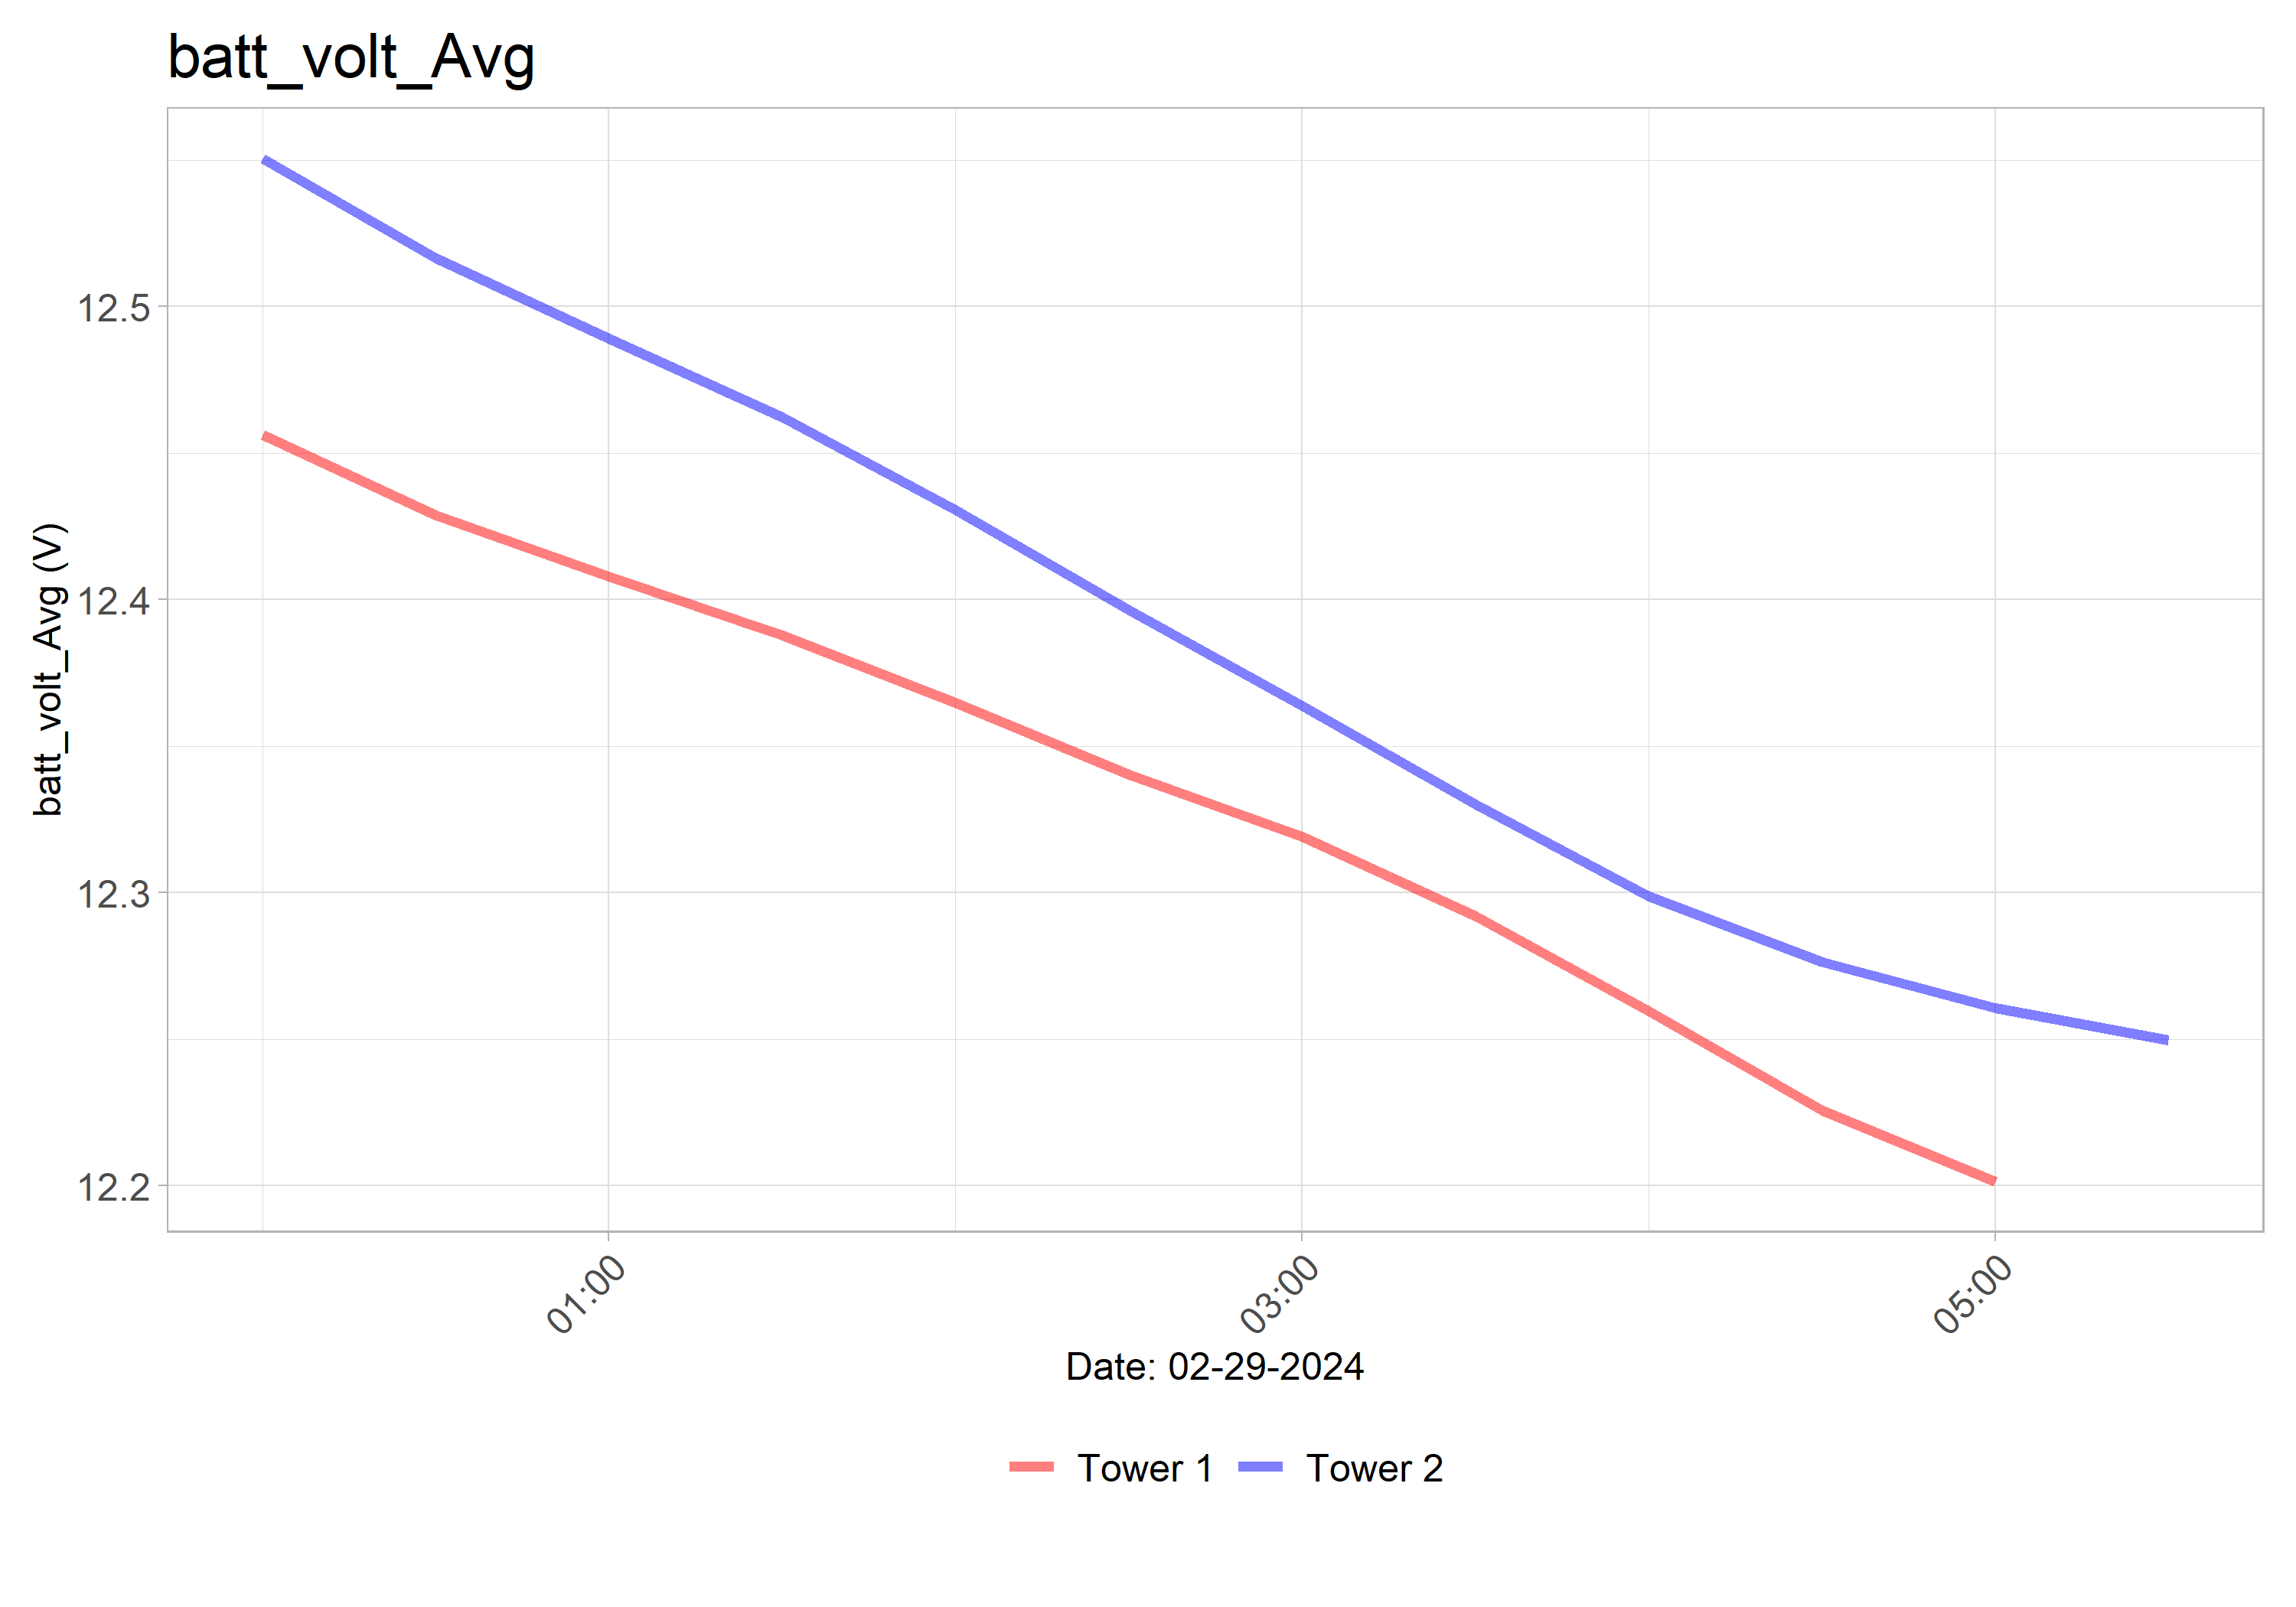 batt_volt_Avg
batt_volt_Avg (V)
12.5
12.4
12.3
12.2
01:00
03:00
05:00
Date: 02-29-2024
Tower 1
Tower 2